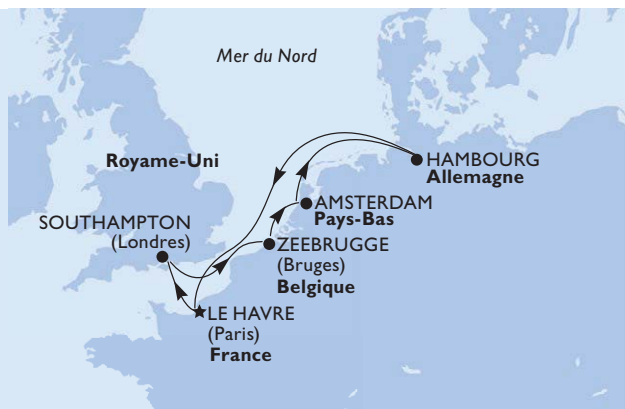 Mer du Nord
Royame-Uni
HAMBOURG
Allemagne
AMSTERDAM
Pays-Bas
SOUTHAMPTON
(Londres)
ZEEBRUGGE
(Bruges)
Belgique
LE HAVRE
(Paris)
France